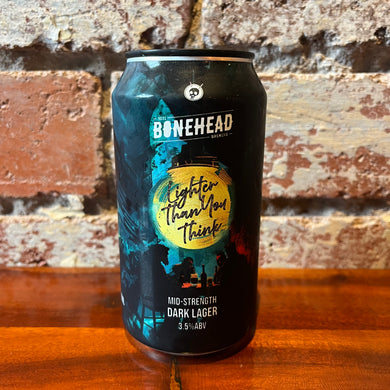 BONEHEAD
BREWING
Lighter
Than You
Think
MID-STRENGTH
DARK LAGER
3.5% ABV